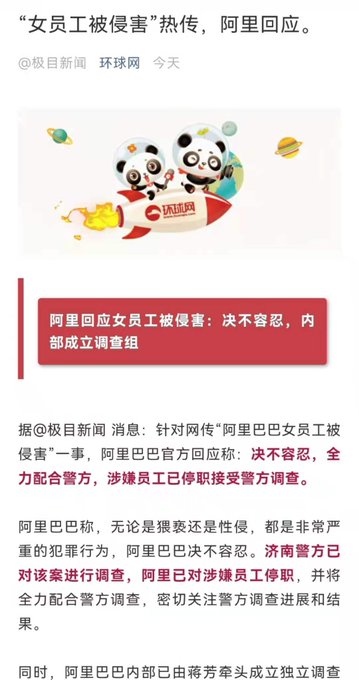 “女员工被侵害”热传，阿里回应。
@极目新闻 环球网 今天
环球网
www.huanqiu.com
阿里回应女员工被侵害：决不容忍，内
部成立调查组
据@极目新闻 消息：针对网传“阿里巴巴女员工被
侵害”一事，阿里巴巴官方回应称：决不容忍，全
力配合警方，涉嫌员工已停职接受警方调查。
阿里巴巴称，无论是猥亵还是性侵，都是非常严
重的犯罪行为，阿里巴巴决不容忍。济南警方已
对该案进行调查，阿里已对涉嫌员工停职，并将
全力配合警方调查，密切关注警方调查进展和结
果。
同时，阿里巴巴内部已由蒋芳牵头成立独立调查